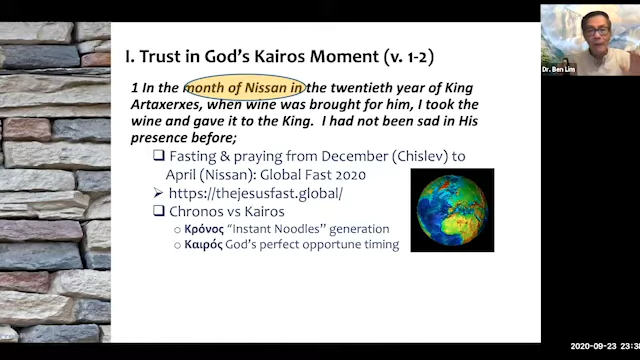 I. Trust in God's Kairos Moment (v. 1-2)
1 In the month of Nissan in the twentieth year of King
Artaxerxes, when wine was brought for him, I took the
wine and gave it to the King.  I had not been sad in His
presence before;
Fasting & praying from December (Chislev) to
April (Nissan): Global Fast 2020
https://thejesusfast.global/
Chronos vs Kairos
Κρόνος "Instant Noodles" generation
Καιρός God's perfect opportune timing
Dr. Ben Lim
2020-09-23 23:3